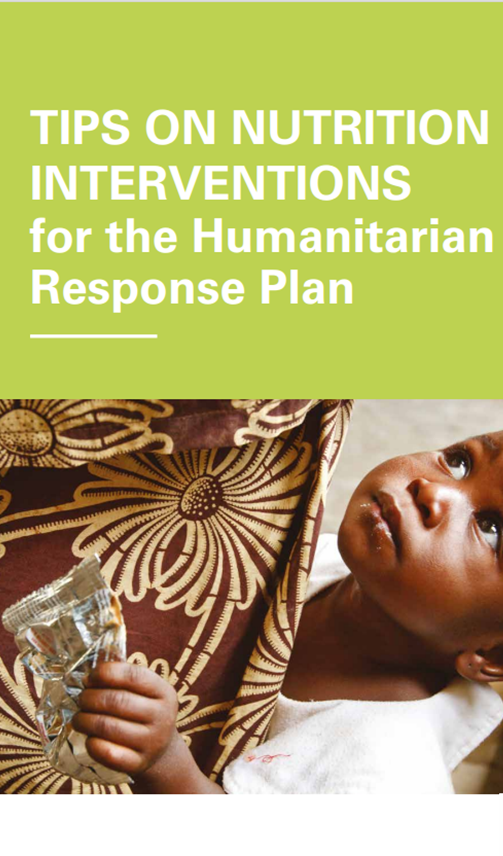 TIPS ON NUTRITION
INTERVENTIONS
for the Humanitarian
Response Plan